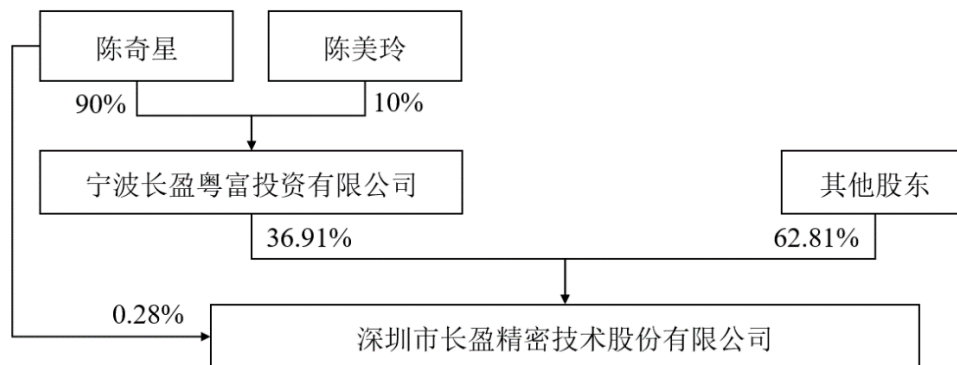 陈奇星
陈美玲
90%
10%
宁波长盈粤富投资有限公司
其他股东
36.91%
62.81%
0.28%
深圳市长盈精密技术股份有限公司